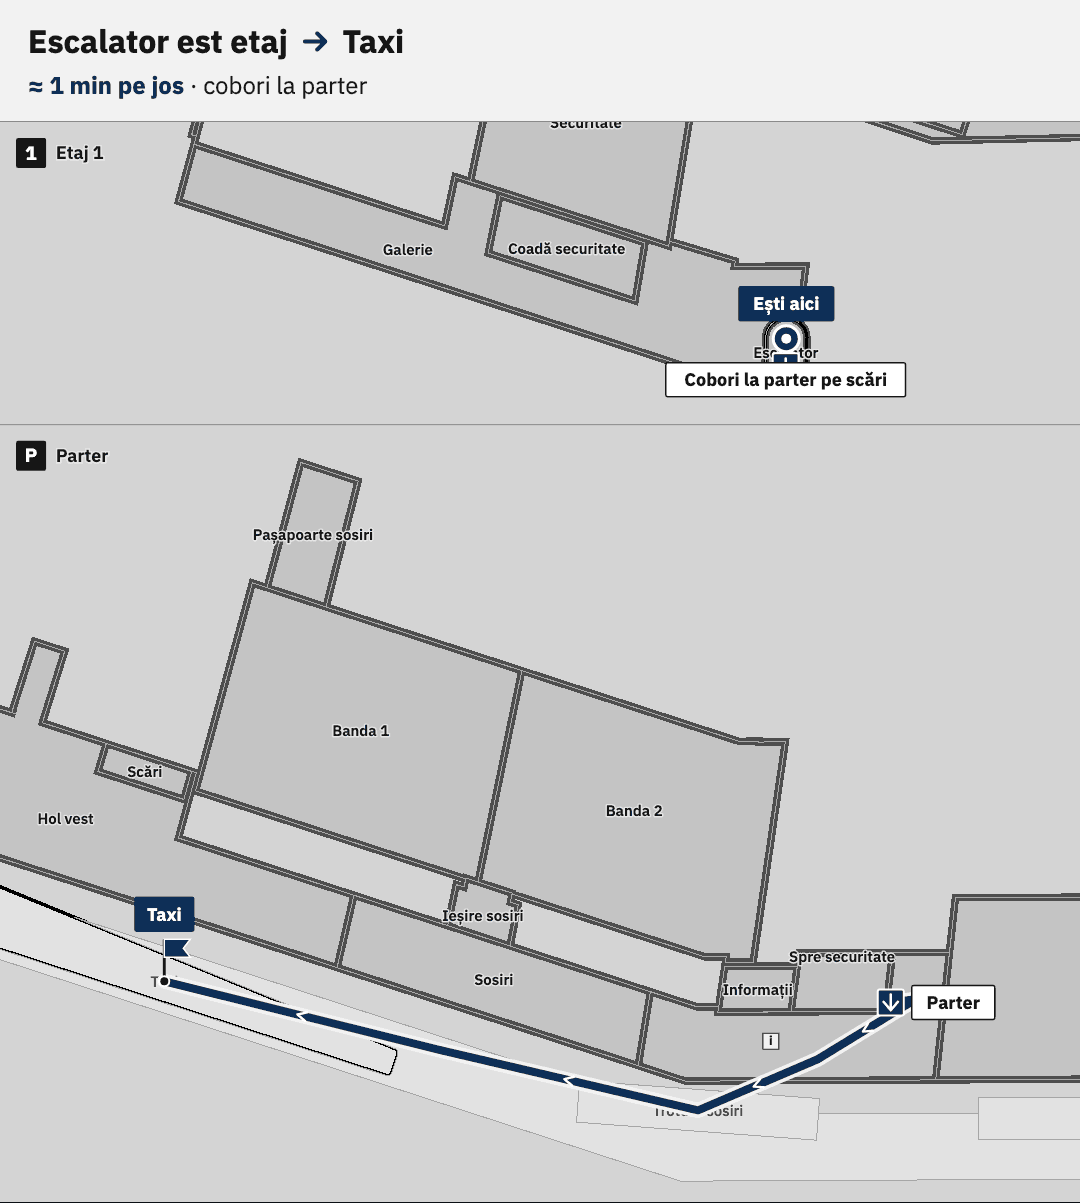 Escalator est etaj → Taxi
≈ 1 min pe jos · cobori la parter
Securitate
1 Etaj 1
Galerie
Coadă securitate
Ești aici
Cobori la parter pe scări
P Parter
Pașapoarte sosiri
Banda 1
Scări
Banda 2
Hol vest
Taxi
Ieșire sosiri
Spre securitate
Sosiri
Informații
Parter
i
sosiri